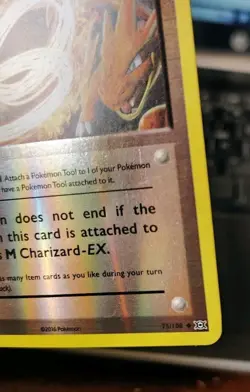 Attach a Pokémon Tool to 1 of your Pokémon
have a Pokémon Tool attached to it.
does not end if the
this card is attached to
M Charizard-EX.
as many Item cards as you like during your turn
©2016 Pokémon